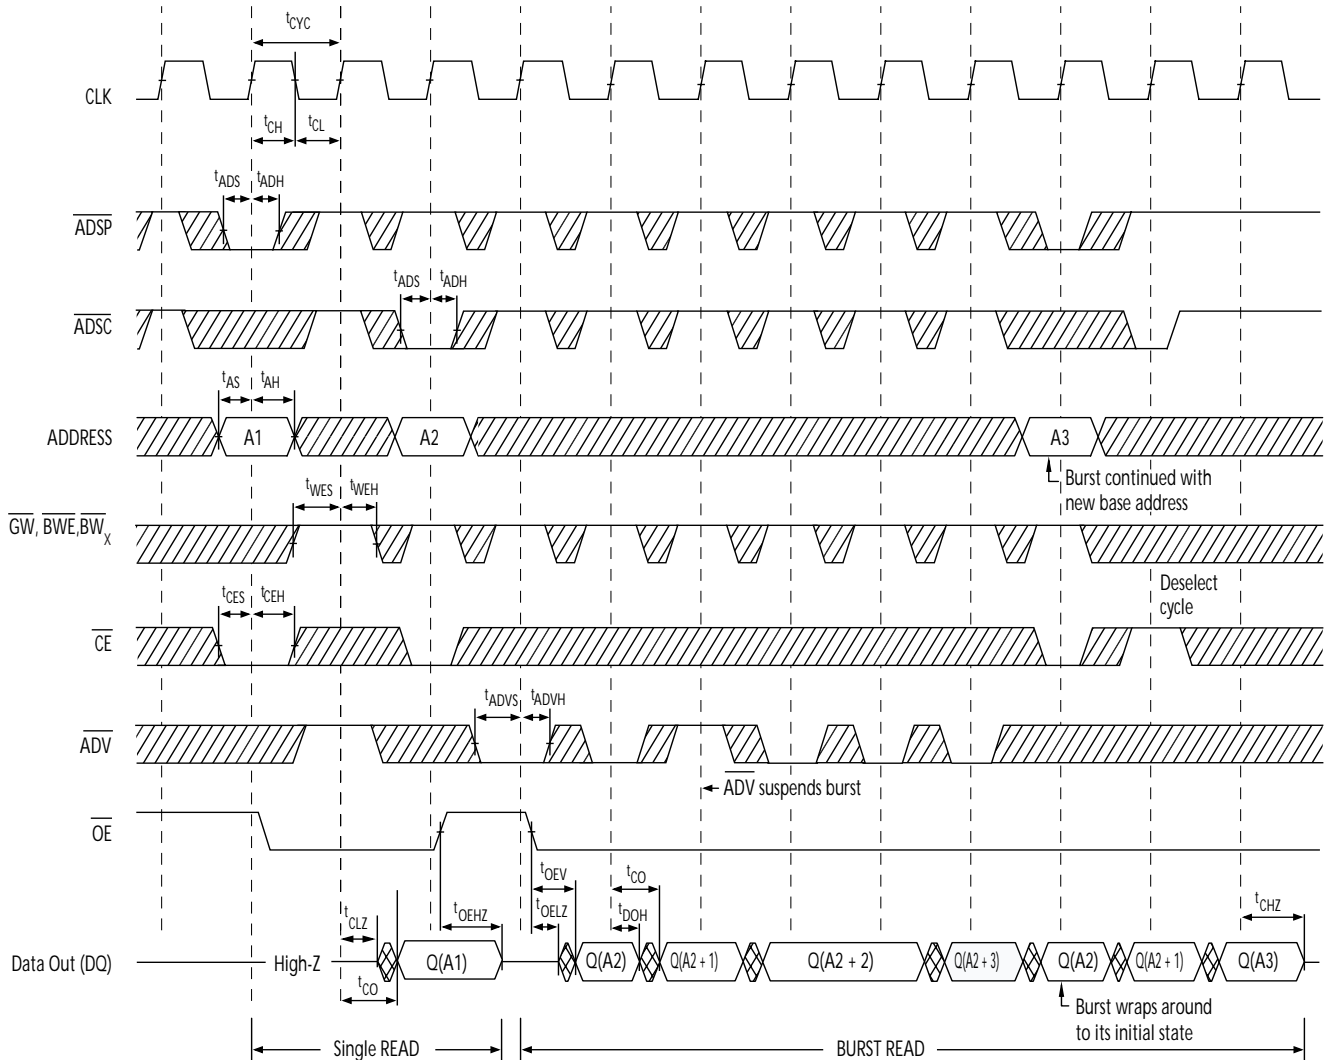 tCYC
CLK
tCH tCL
tADS tADH
ADSP
tADS tADH
ADSC
tAS tAH
ADDRESS A1 A2 A3
Burst continued with
new base address
tWES tWEH
GW, BWE,BWX
Deselect
cycle
tCES tCEH
CE
tADVS tADVH
ADV
ADV suspends burst
OE
tOEV tCO
tCLZ tOEHZ tOELZ tDOH tCHZ
Data Out (DQ) High-Z Q(A1) Q(A2) Q(A2 + 1) Q(A2 + 2) Q(A2 + 3) Q(A2) Q(A2 + 1) Q(A3)
tCO
Burst wraps around
to its initial state
Single READ BURST READ